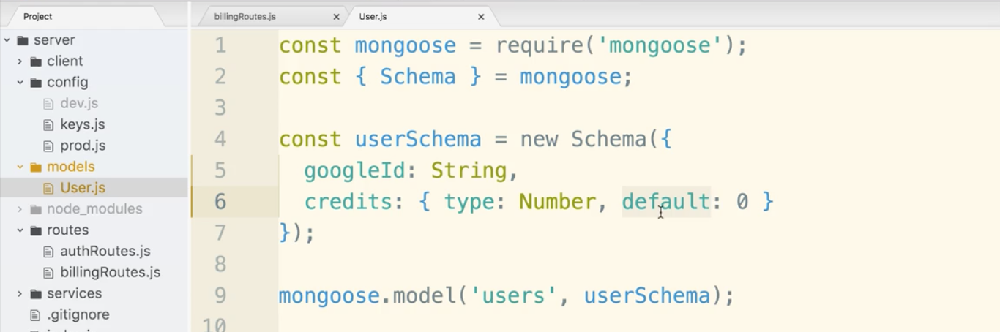 Project
billingRoutes.js
User.js
server
client
config
dev.js
keys.js
prod.js
models
User.js
node_modules
routes
authRoutes.js
billingRoutes.js
services
.gitignore
1 const mongoose = require('mongoose');
2 const { Schema } = mongoose;
3
4 const userSchema = new Schema({
5 googleId: String,
6 credits: { type: Number, default: 0 }
7 });
8
9 mongoose.model('users', userSchema);
10